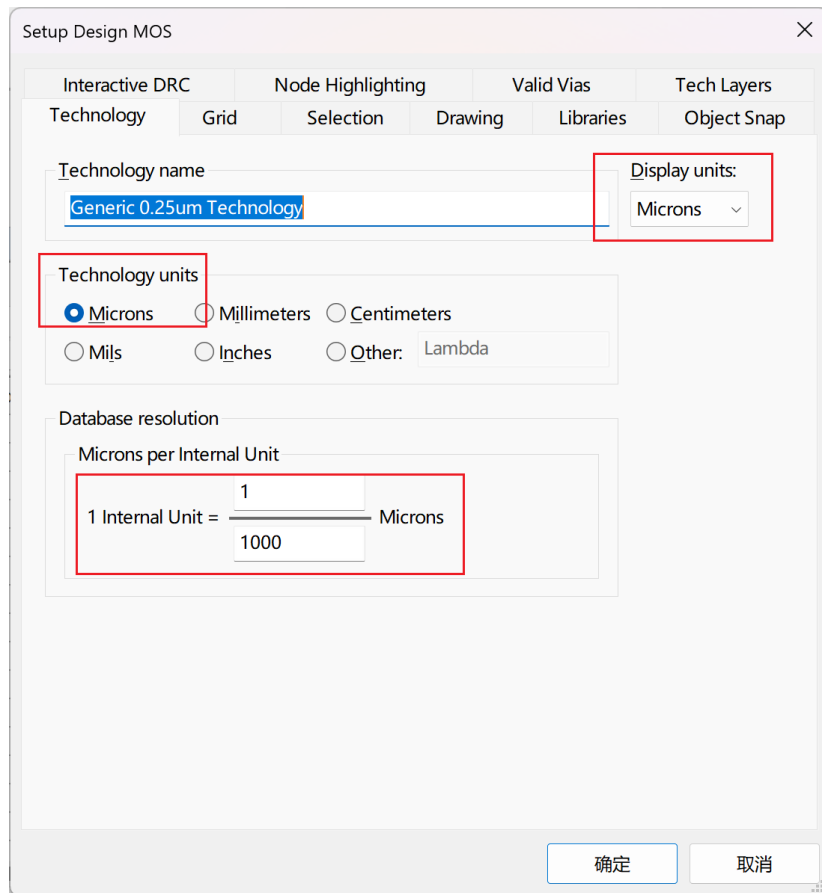 Setup Design MOS
Interactive DRC Node Highlighting Valid Vias Tech Layers
Technology Grid Selection Drawing Libraries Object Snap
Technology name Display units:
Generic 0.25um Technology Microns
Technology units
Microns Millimeters Centimeters
Mils Inches Other: Lambda
Database resolution
Microns per Internal Unit
1
1 Internal Unit = Microns
1000
确定 取消